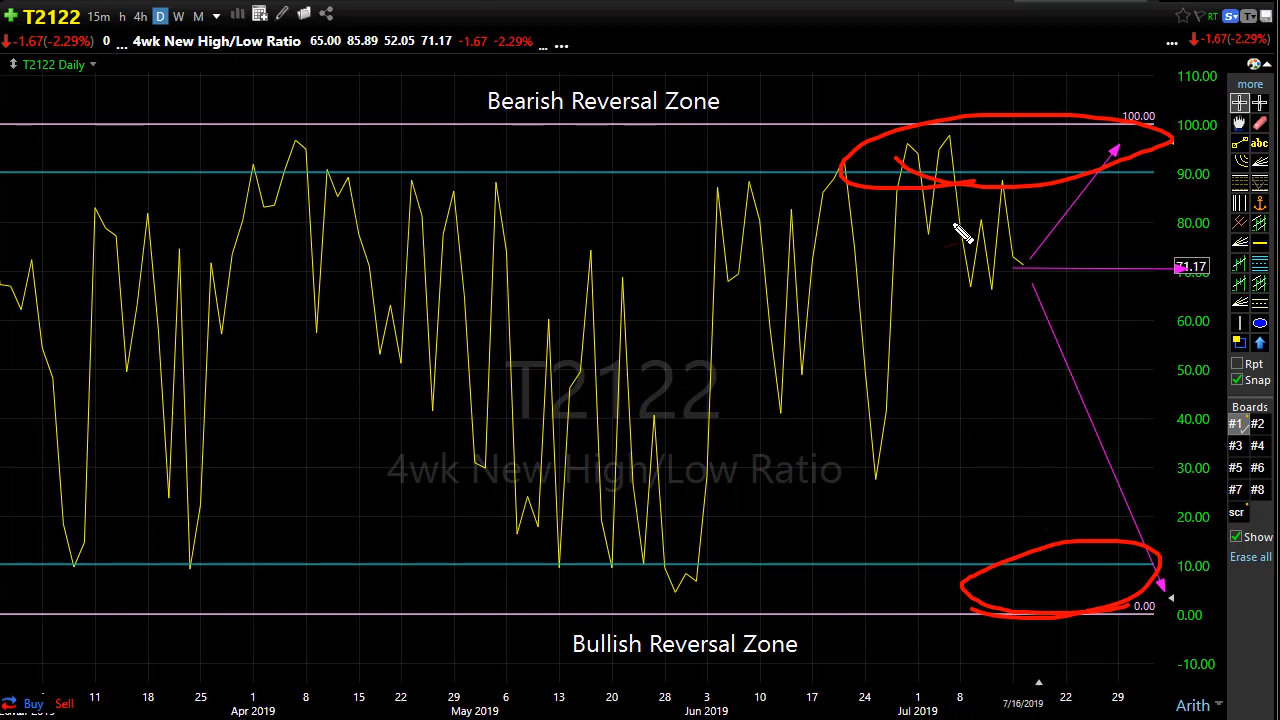 T2122 15m h 4h D W M RT S T
-1.67(-2.29%) 0 ... 4wk New High/Low Ratio 65.00 85.89 52.05 71.17 -1.67 -2.29% ... ... ... -1.67(-2.29%)
T2122 Daily
more
110.00
Bearish Reversal Zone
100.00
100.00
abc
90.00
80.00
71.17
70.00
60.00
Rpt
50.00
Snap
T2122
Boards
40.00
#1 #2
#3 #4
4wk New High/Low Ratio
30.00
#5 #6
#7 #8
20.00
scr
Show
10.00
Erase all
0.00
0.00
Bullish Reversal Zone
-10.00
11 18 25 1 8 15 22 29 6 13 20 28 3 10 17 24 1 8 22 29
Buy Sell
Apr 2019 May 2019 Jun 2019 Jul 2019 7/16/2019
Arith